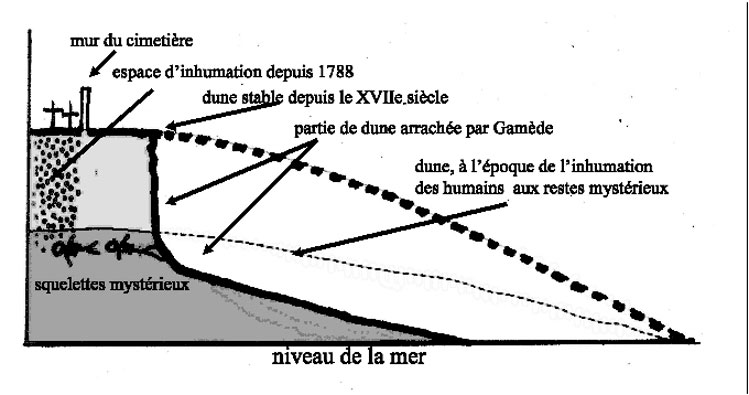 mur du cimetière
espace d'inhumation depuis 1788
dune stable depuis le XVIIe siècle
partie de dune arrachée par Gamède
dune, à l'époque de l'inhumation
des humains aux restes mystérieux
squelettes mystérieux
niveau de la mer